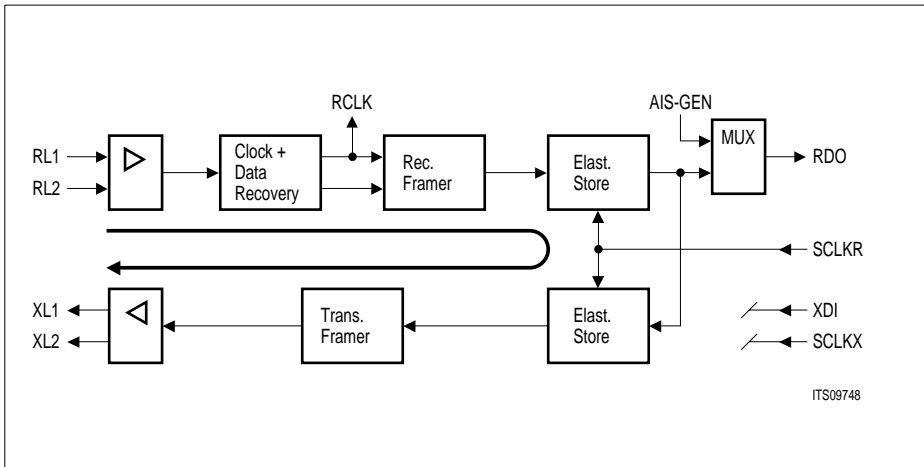 RCLK
AIS-GEN
MUX
RL1
RL2
Clock +
Data
Recovery
Rec.
Framer
Elast.
Store
RDO
SCLKR
XL1
XL2
Trans.
Framer
Elast.
Store
XDI
SCLKX
ITS09748